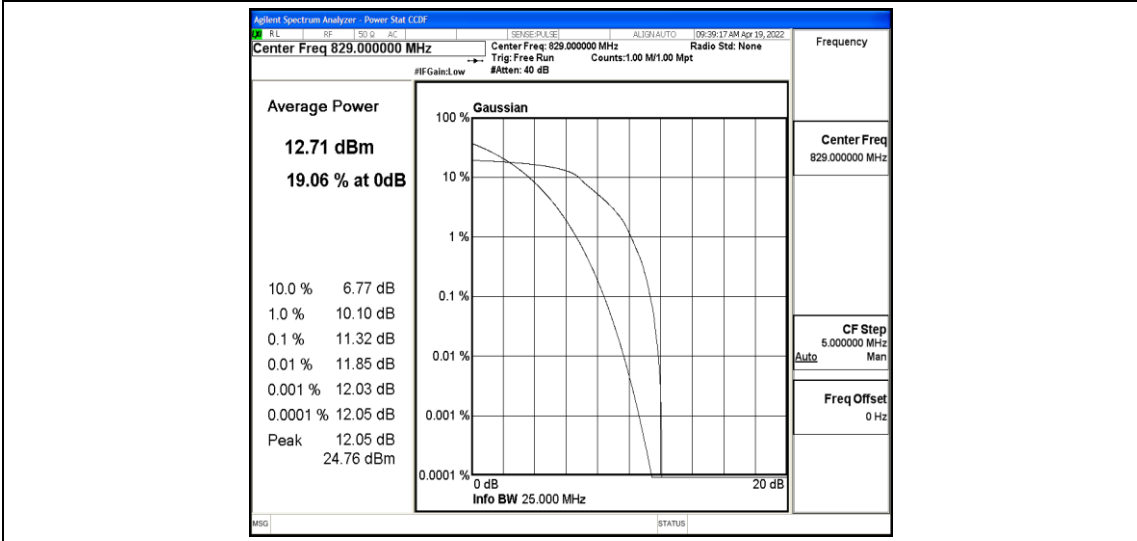 Agilent Spectrum Analyzer - Power Stat CCDF
LXI RL RF 50 Ω AC SENSE:PULSE ALIGNAUTO 09:39:17 AM Apr 19, 2022
Center Freq 829.000000 MHz
Center Freq: 829.000000 MHz Radio Std: None
Trig: Free Run Counts:1.00 M/1.00 Mpt
#IFGain:Low #Atten: 40 dB
Frequency
Average Power
12.71 dBm
19.06 % at 0dB
10.0 % 6.77 dB
1.0 % 10.10 dB
0.1 % 11.32 dB
0.01 % 11.85 dB
0.001 % 12.03 dB
0.0001 % 12.05 dB
Peak 12.05 dB
24.76 dBm
Gaussian
100 %
10 %
1 %
0.1 %
0.01 %
0.001 %
0.0001 %
0 dB 20 dB
Info BW 25.000 MHz
Center Freq
829.000000 MHz
CF Step
5.000000 MHz
Auto Man
Freq Offset
0 Hz
MSG STATUS